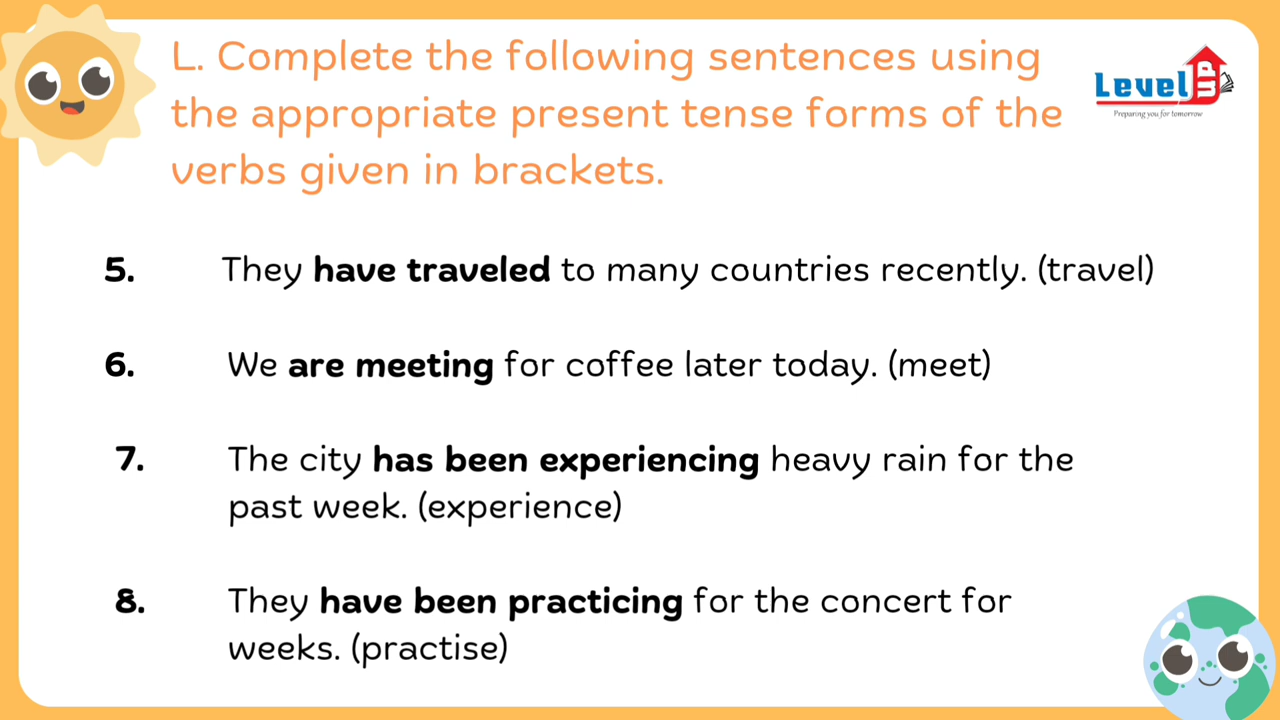 L. Complete the following sentences using
the appropriate present tense forms of the
verbs given in brackets.
Level UP
Preparing you for tomorrow
5. They have traveled to many countries recently. (travel)
6. We are meeting for coffee later today. (meet)
7. The city has been experiencing heavy rain for the
past week. (experience)
8. They have been practicing for the concert for
weeks. (practise)